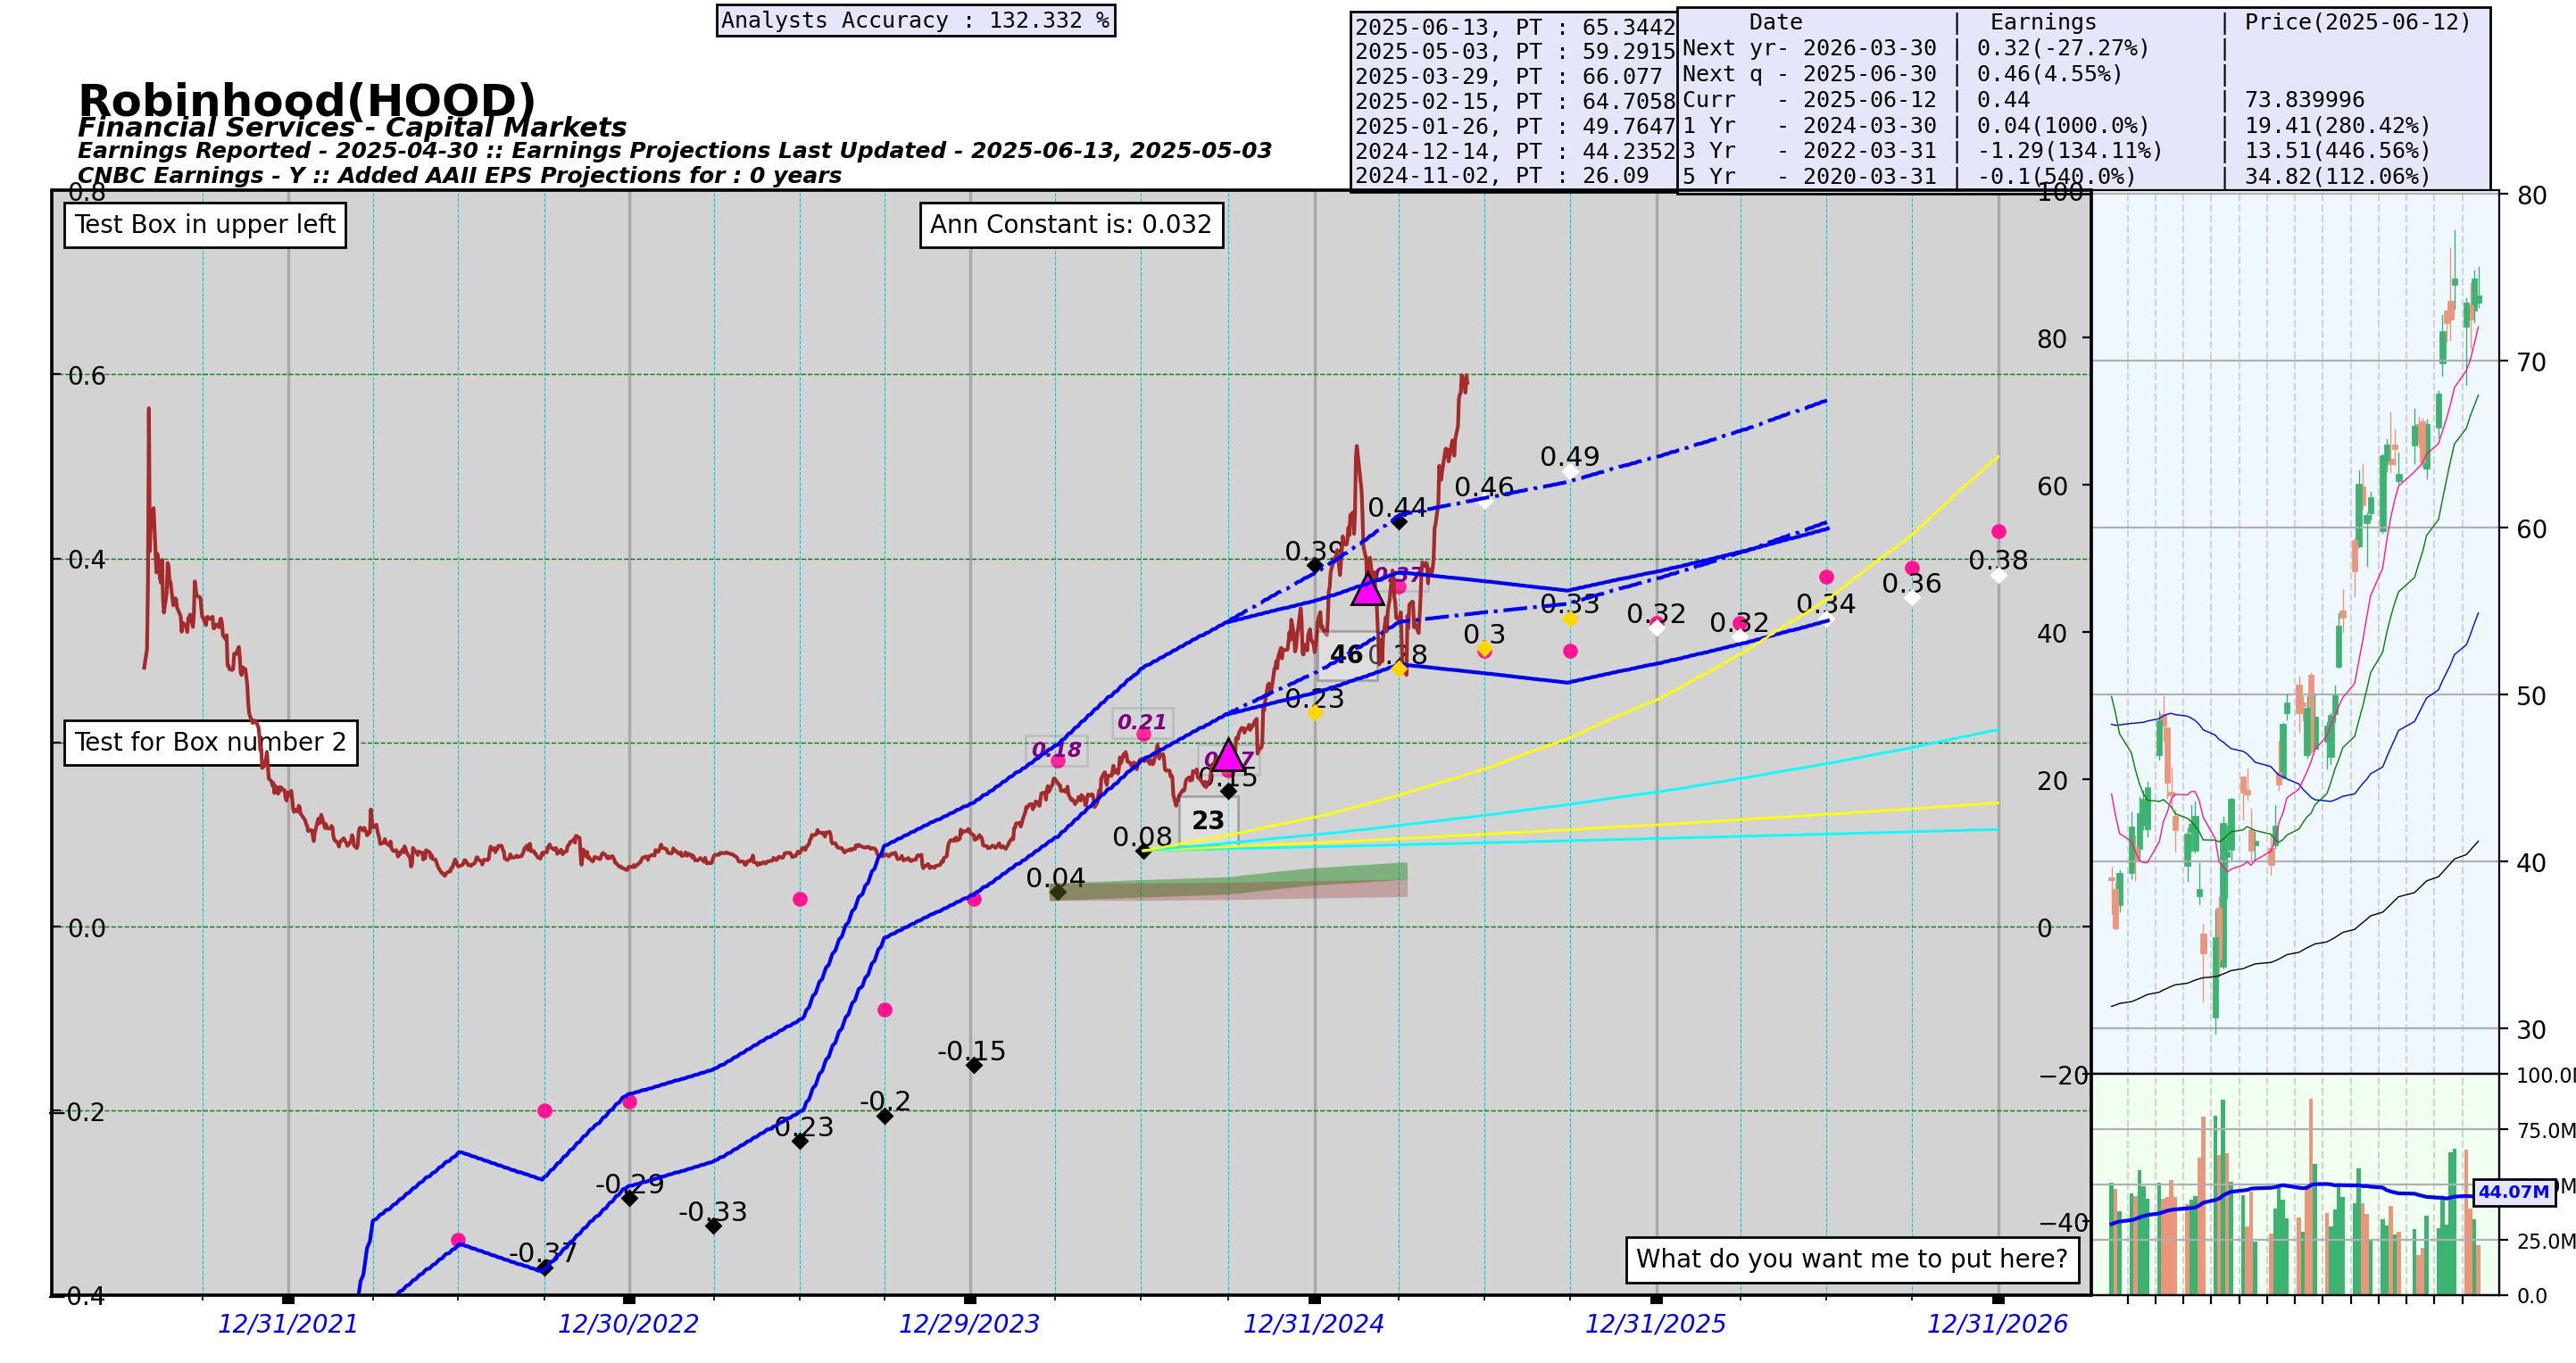 Analysts Accuracy : 132.332 %
2025-06-13, PT : 65.3442
2025-05-03, PT : 59.2915
2025-03-29, PT : 66.077
2025-02-15, PT : 64.7058
2025-01-26, PT : 49.7647
2024-12-14, PT : 44.2352
2024-11-02, PT : 26.09
Date | Earnings | Price(2025-06-12)
Next yr- 2026-03-30 | 0.32(-27.27%) |
Next q - 2025-06-30 | 0.46(4.55%) |
Curr - 2025-06-12 | 0.44 | 73.839996
1 Yr - 2024-03-30 | 0.04(1000.0%) | 19.41(280.42%)
3 Yr - 2022-03-31 | -1.29(134.11%) | 13.51(446.56%)
5 Yr - 2020-03-31 | -0.1(540.0%) | 34.82(112.06%)
Robinhood(HOOD)
Financial Services - Capital Markets
Earnings Reported - 2025-04-30 :: Earnings Projections Last Updated - 2025-06-13, 2025-05-03
CNBC Earnings - Y :: Added AAII EPS Projections for : 0 years
Test Box in upper left
Ann Constant is: 0.032
Test for Box number 2
What do you want me to put here?
0.8
0.6
0.4
0.0
-0.2
-0.4
100
80
60
40
20
0
−20
−40
80
70
60
50
40
30
75.0M
44.07M
25.0M
0.0
0.49
0.46
0.44
0.39
0.37
0.38
0.36
0.34
0.33
0.32
0.32
0.3
0.28
46
0.23
0.21
0.18
0.15
23
0.08
0.04
-0.15
-0.2
-0.29
-0.33
-0.37
12/31/2021
12/30/2022
12/29/2023
12/31/2024
12/31/2025
12/31/2026